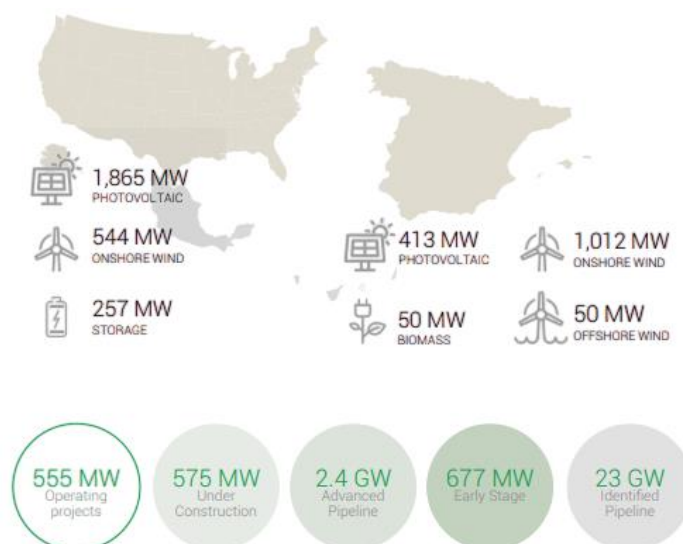 1,865 MW
PHOTOVOLTAIC
544 MW
ONSHORE WIND
257 MW
STORAGE
413 MW
PHOTOVOLTAIC
1,012 MW
ONSHORE WIND
50 MW
BIOMASS
50 MW
OFFSHORE WIND
555 MW
Operating
projects
575 MW
Under
Construction
2.4 GW
Advanced
Pipeline
677 MW
Early Stage
23 GW
Identified
Pipeline